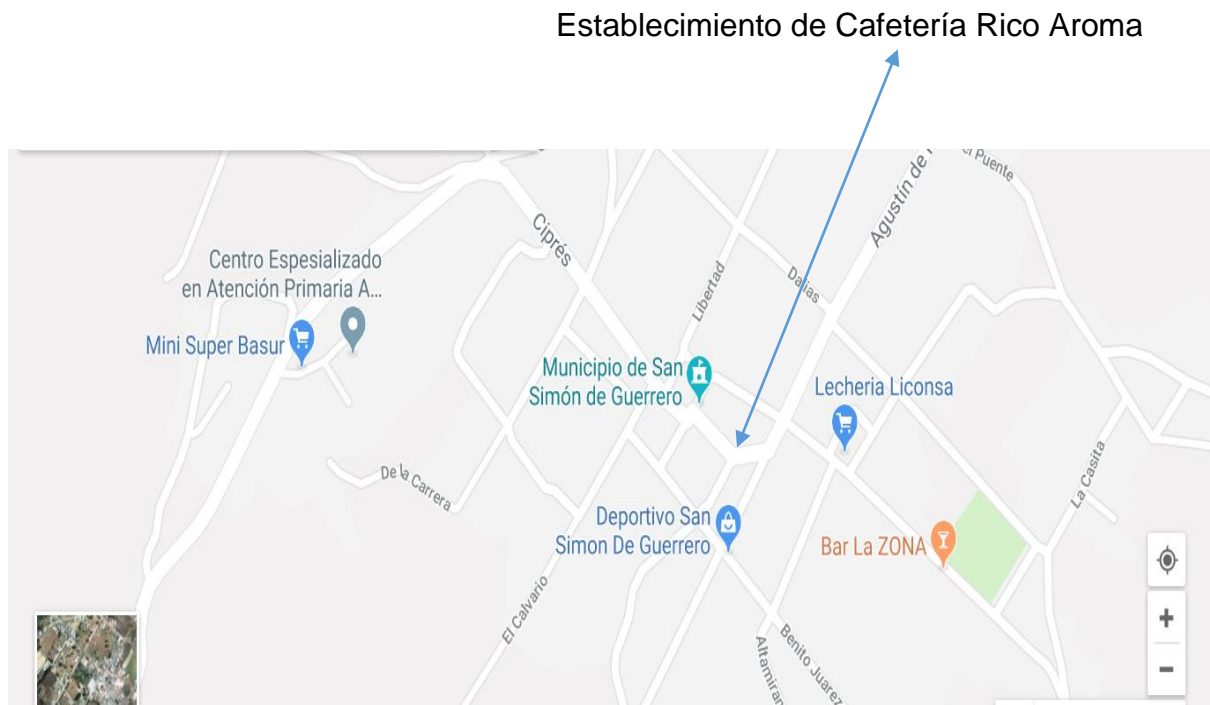 Establecimiento de Cafetería Rico Aroma
Puente
Agustín de
Ciprés
Centro Espesializado
en Atención Primaria A...
Libertad
Dalias
Mini Super Basur
Municipio de San
Simón de Guerrero
Lecheria Liconsa
De la Carrera
La Casita
Deportivo San
Simon De Guerrero
Bar La ZONA
El Calvario
Benito Juarez
Altamiran